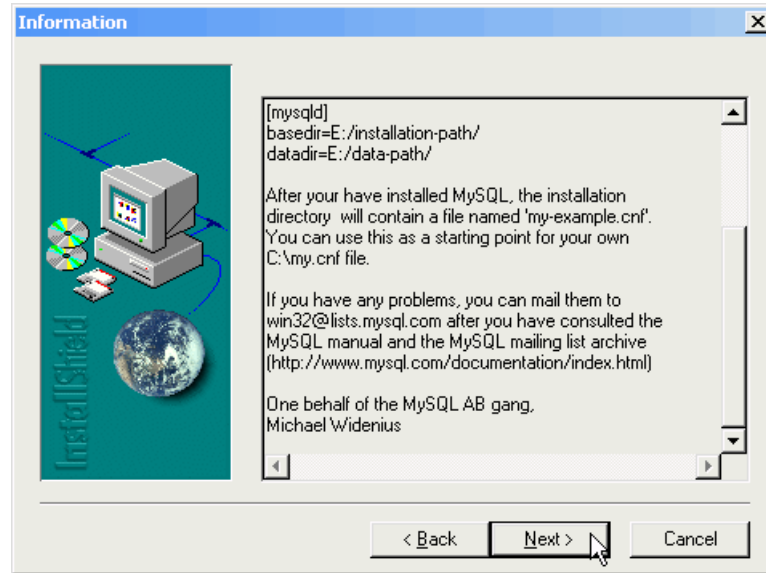 Information
[mysqld]
basedir=E:/installation-path/
datadir=E:/data-path/
After your have installed MySQL, the installation
directory  will contain a file named 'my-example.cnf'.
You can use this as a starting point for your own
C:\my.cnf file.
If you have any problems, you can mail them to
win32@lists.mysql.com after you have consulted the
MySQL manual and the MySQL mailing list archive
(http://www.mysql.com/documentation/index.html)
One behalf of the MySQL AB gang,
Michael Widenius
InstallShield
< Back
Next >
Cancel